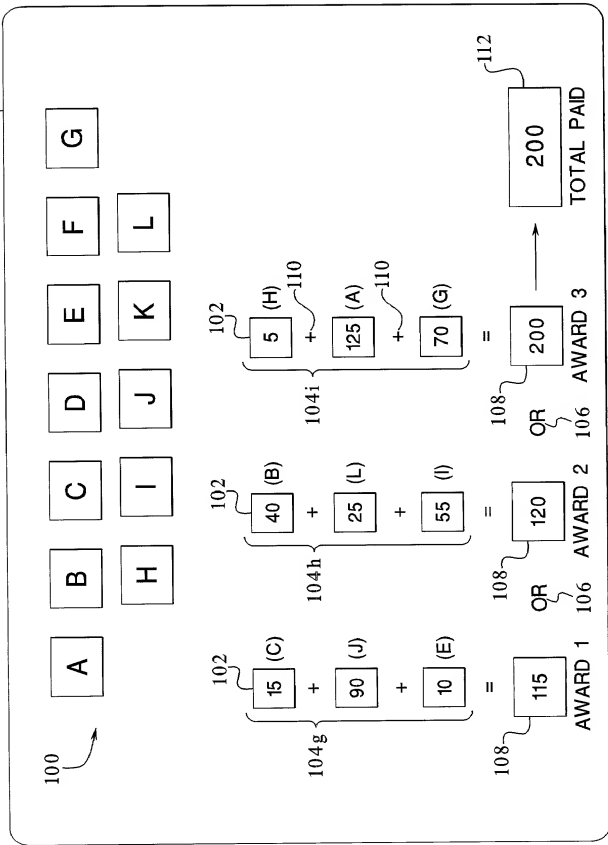 100
A B C D E F G
H I J K L
102 102 102
15 (C) 40 (B) 5 (H)
+ + + 110
104g 90 (J) 104h 25 (L) 104i 125 (A)
+ + + 110
10 (E) 55 (I) 70 (G)
= = =
108 115 OR 108 120 OR 108 200 200 112
106 106
AWARD 1 AWARD 2 AWARD 3 TOTAL PAID